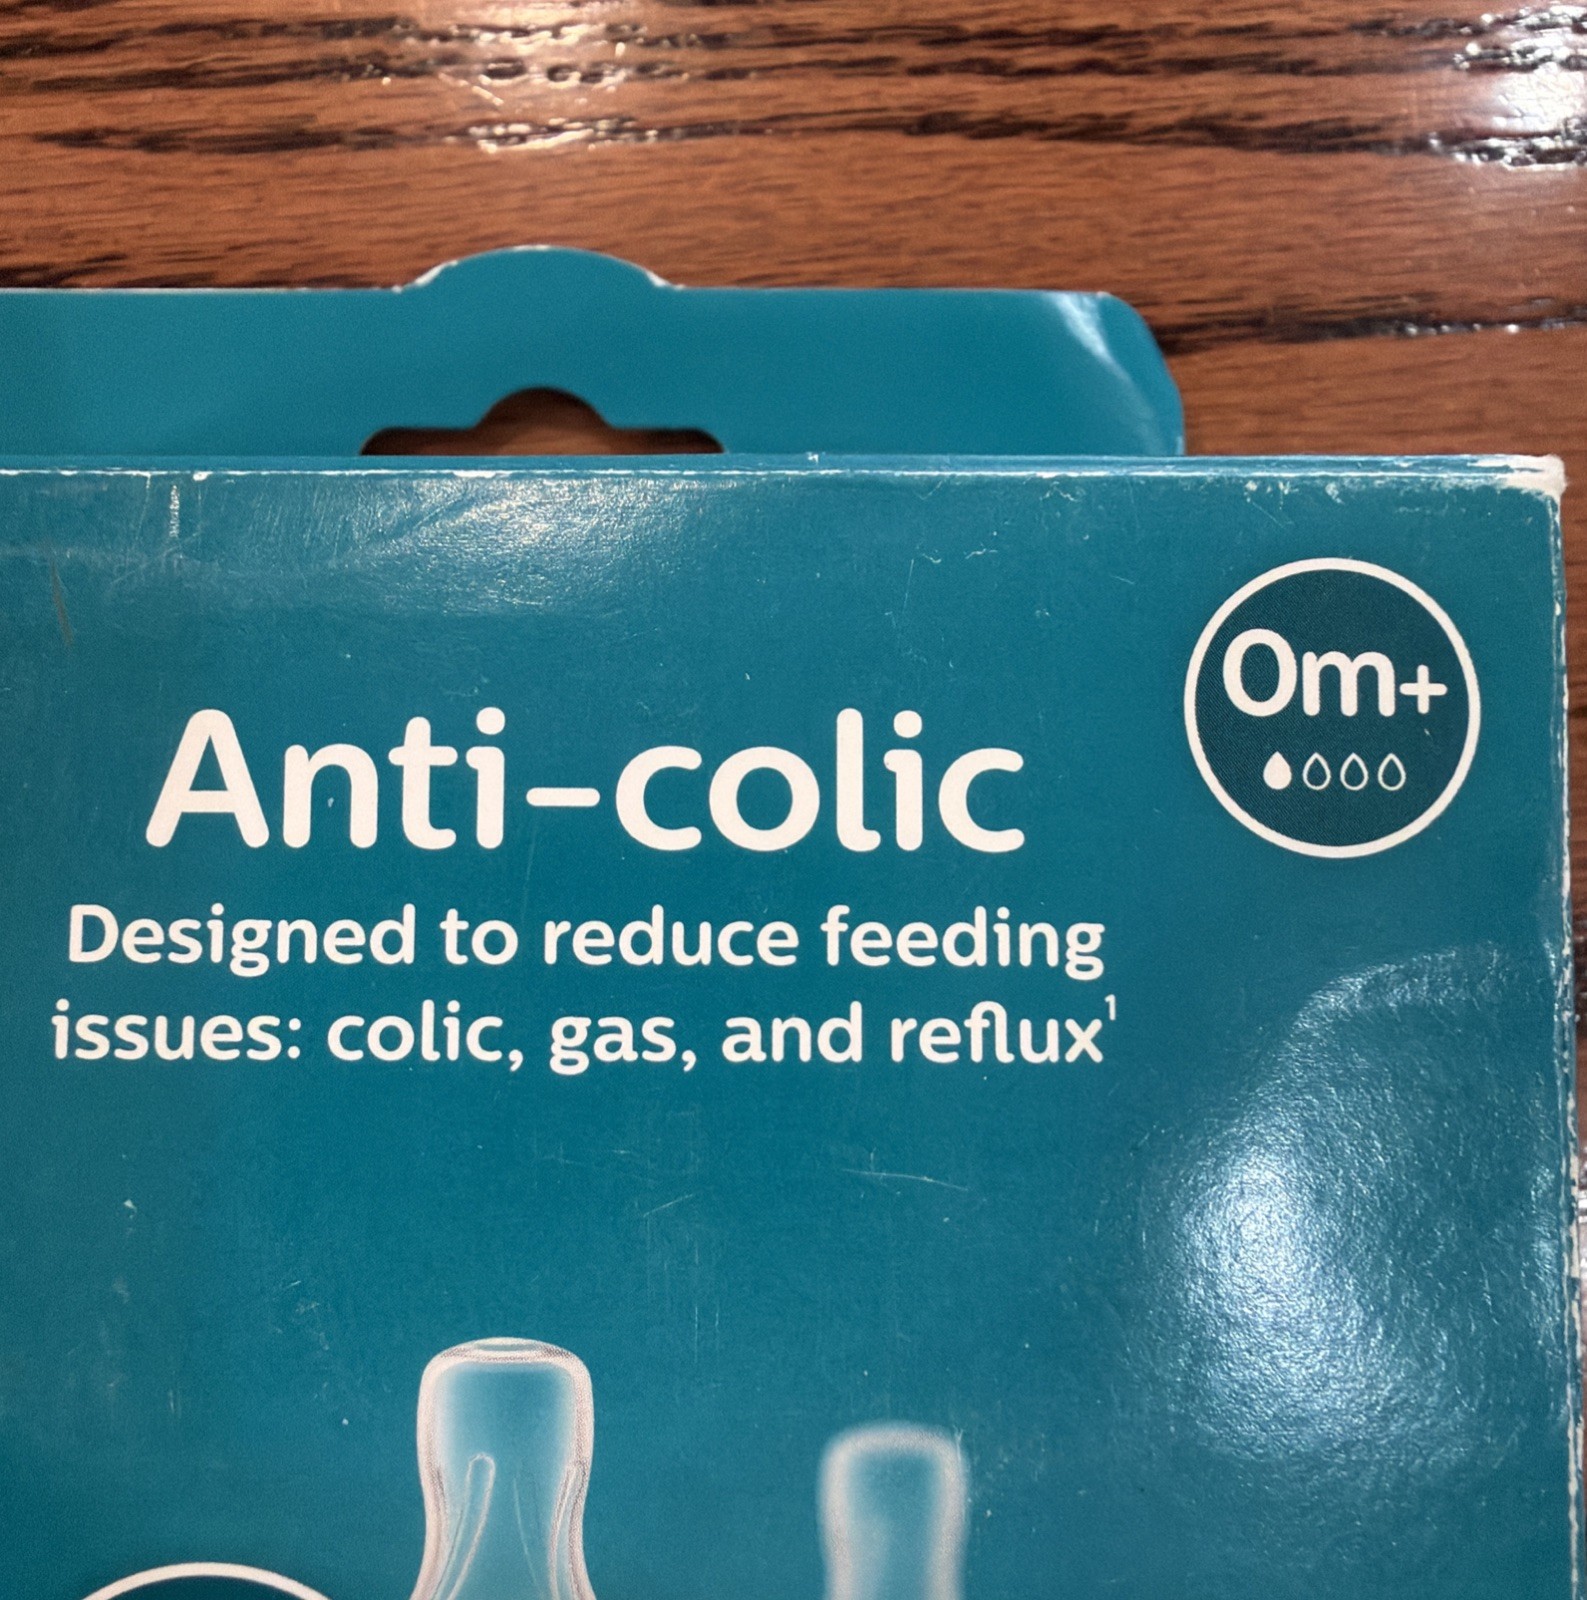 0m+
Anti-colic
Designed to reduce feeding
issues: colic, gas, and reflux¹